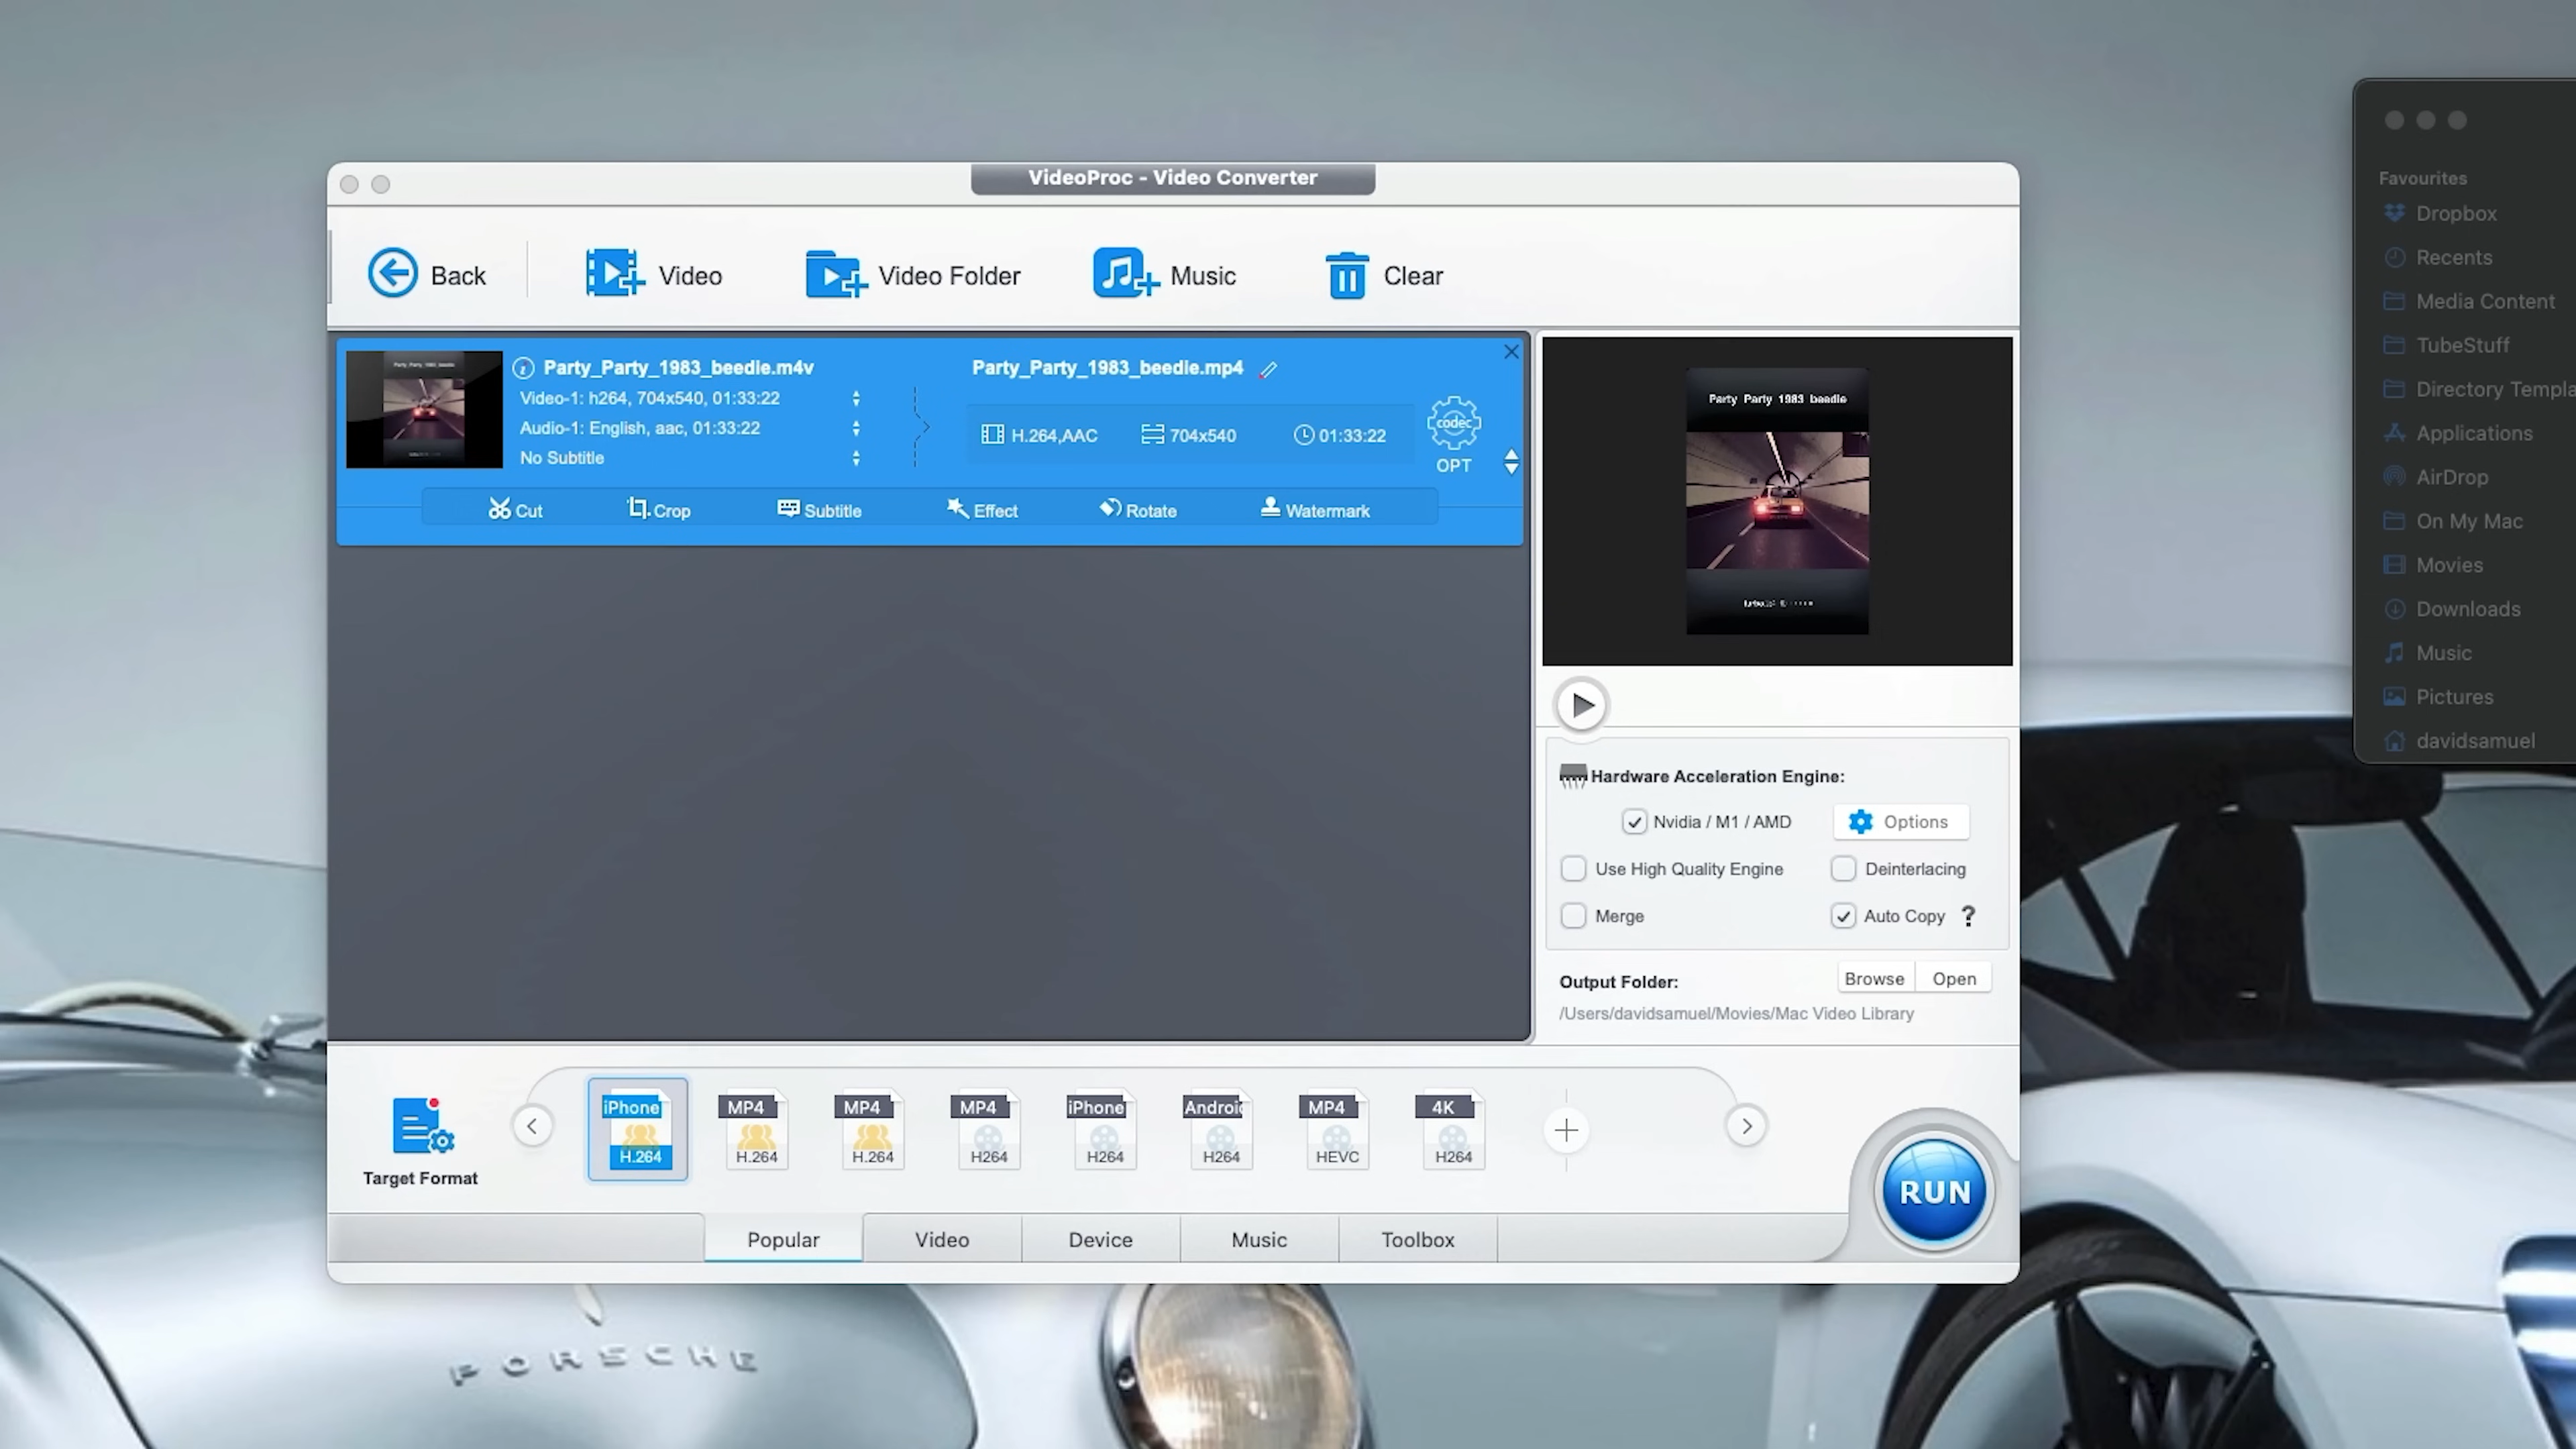 VideoProc - Video Converter
Back
Video
Video Folder
Music
Clear
Party_Party_1983_beedle.m4v
Video-1: h264, 704x540, 01:33:22
Audio-1: English, aac, 01:33:22
No Subtitle
Party_Party_1983_beedle.mp4
H.264,AAC
704x540
01:33:22
codec
OPT
Cut
Crop
Subtitle
Effect
Rotate
Watermark
Party Party 1983 beedle
Hardware Acceleration Engine:
Nvidia / M1 / AMD
Options
Use High Quality Engine
Deinterlacing
Merge
Auto Copy ?
Output Folder:
Browse
Open
/Users/davidsamuel/Movies/Mac Video Library
Target Format
iPhone
H.264
MP4
H.264
MP4
H.264
MP4
H264
iPhone
H264
Android
H264
MP4
HEVC
4K
H264
RUN
Popular
Video
Device
Music
Toolbox
Favourites
Dropbox
Recents
Media Content
TubeStuff
Directory Templa
Applications
AirDrop
On My Mac
Movies
Downloads
Music
Pictures
davidsamuel
PORSCHE